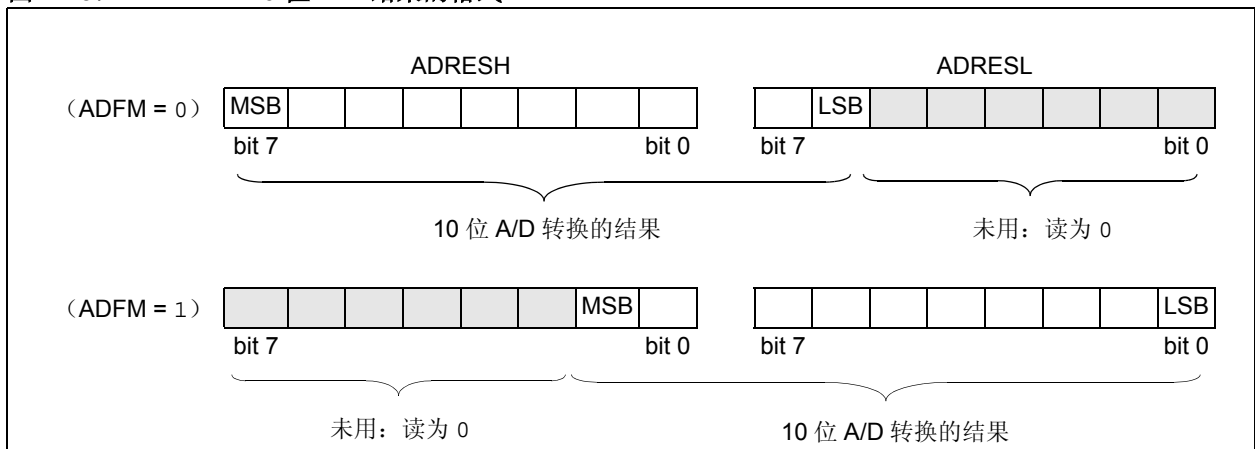 ADRESH ADRESL
（ADFM = 0） MSB LSB
bit 7 bit 0 bit 7 bit 0
10 位 A/D 转换的结果 未用：读为 0
（ADFM = 1） MSB LSB
bit 7 bit 0 bit 7 bit 0
未用：读为 0 10 位 A/D 转换的结果